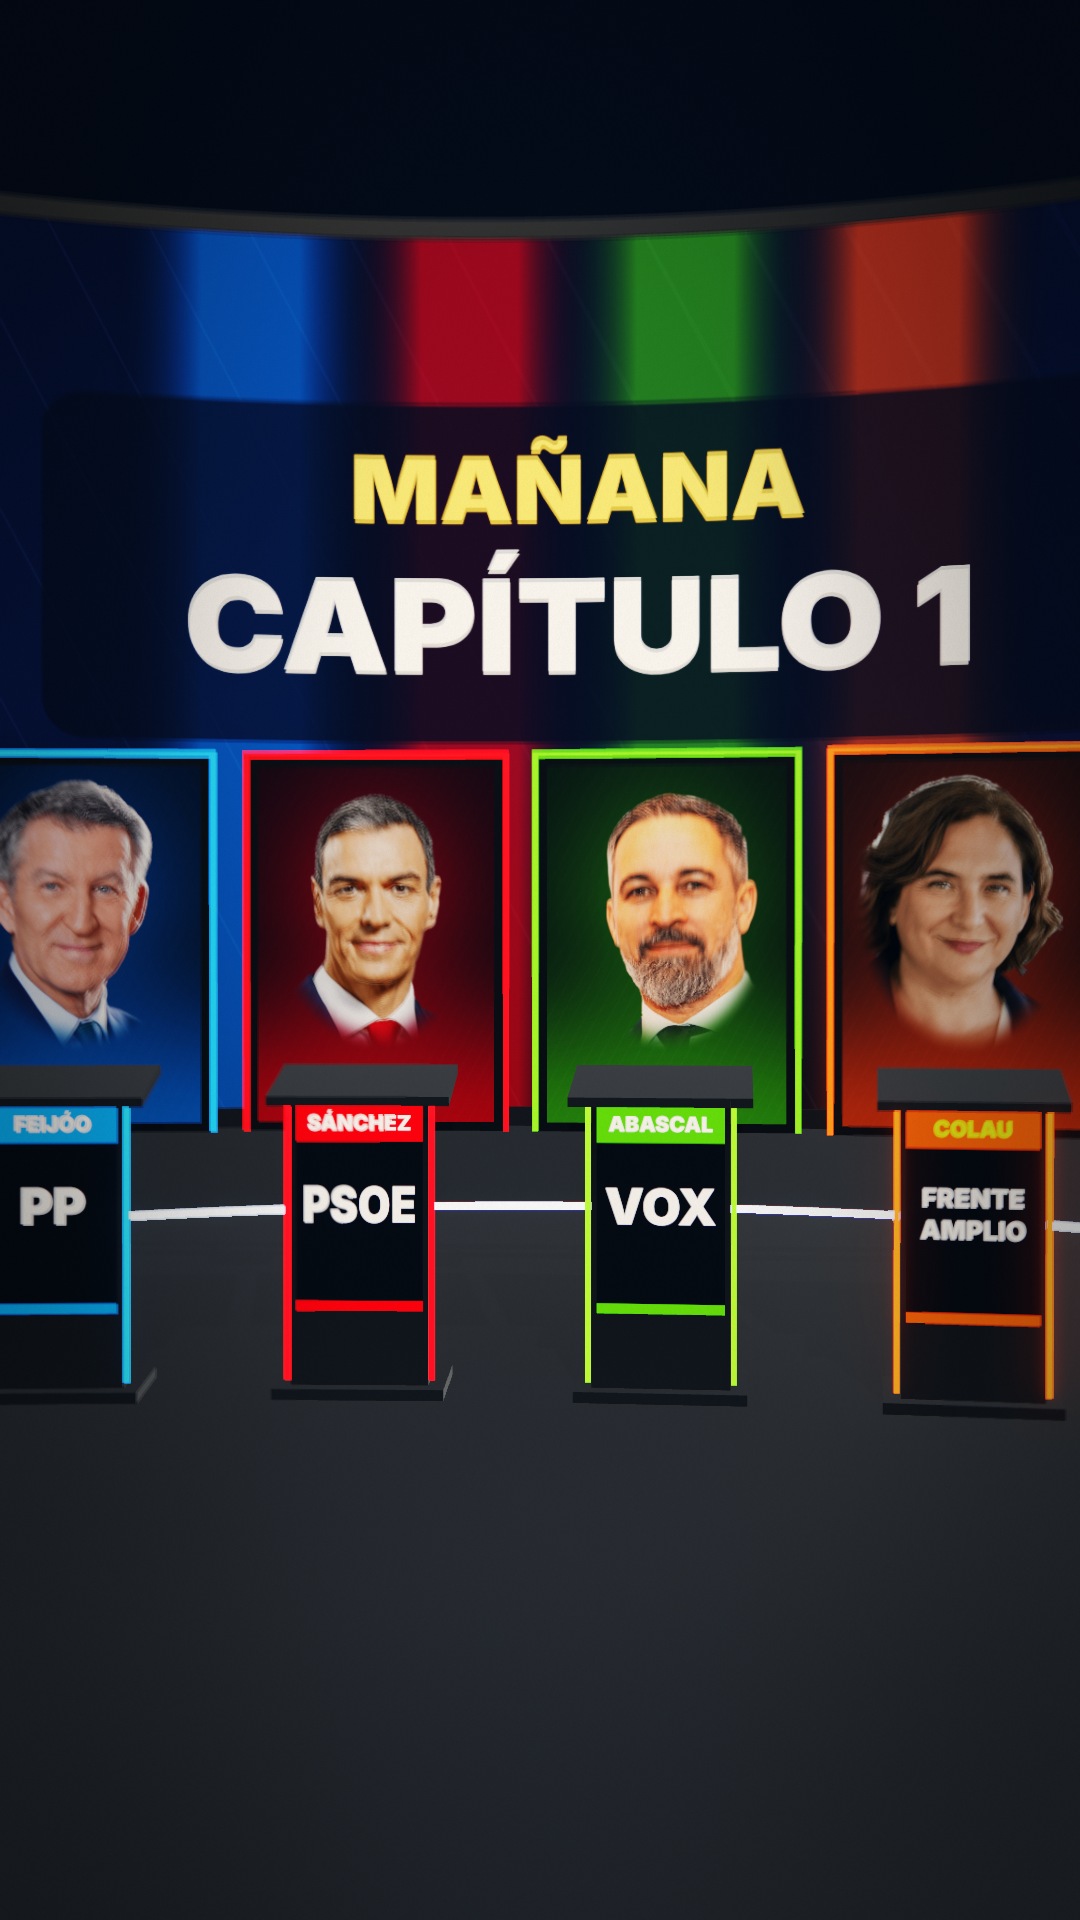 MAÑANA
CAPÍTULO 1
FEIJÓO
PP
SÁNCHEZ
PSOE
ABASCAL
VOX
COLAU
FRENTE
AMPLIO